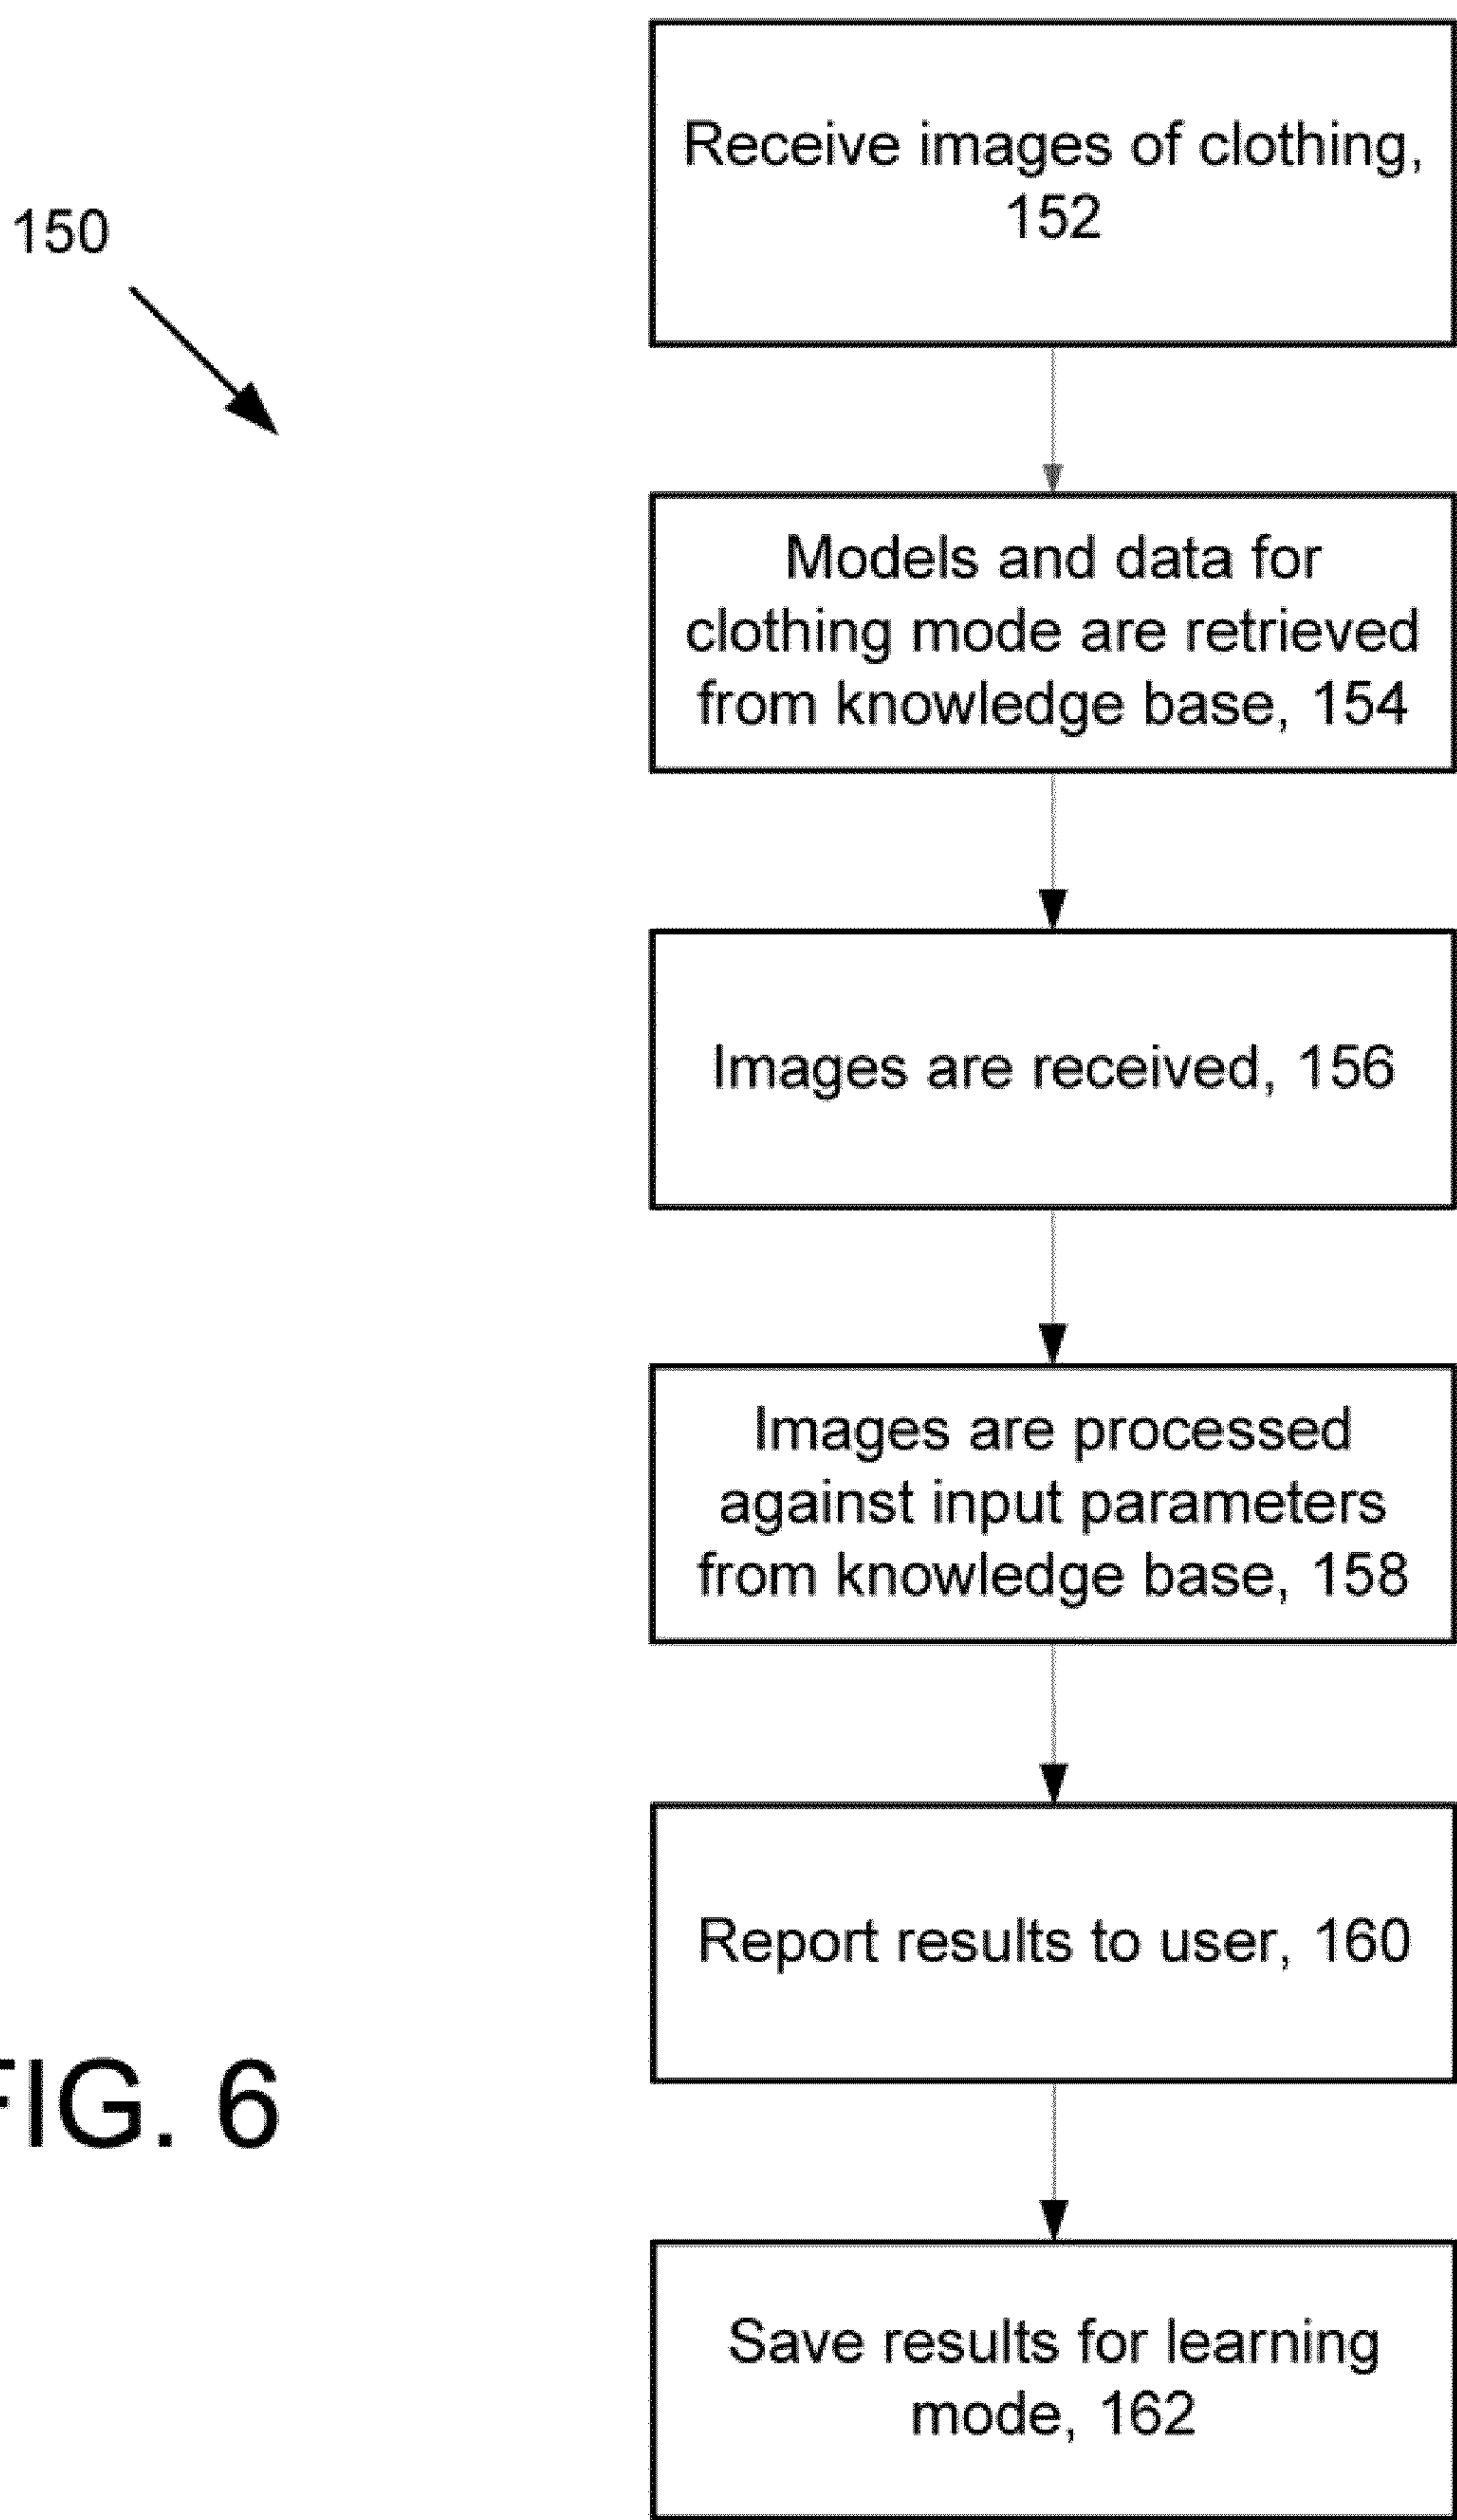 Receive images of clothing,
152
150
Models and data for
clothing mode are retrieved
from knowledge base, 154
Images are received, 156
Images are processed
against input parameters
from knowledge base, 158
Report results to user, 160
FIG. 6
Save results for learning
mode, 162